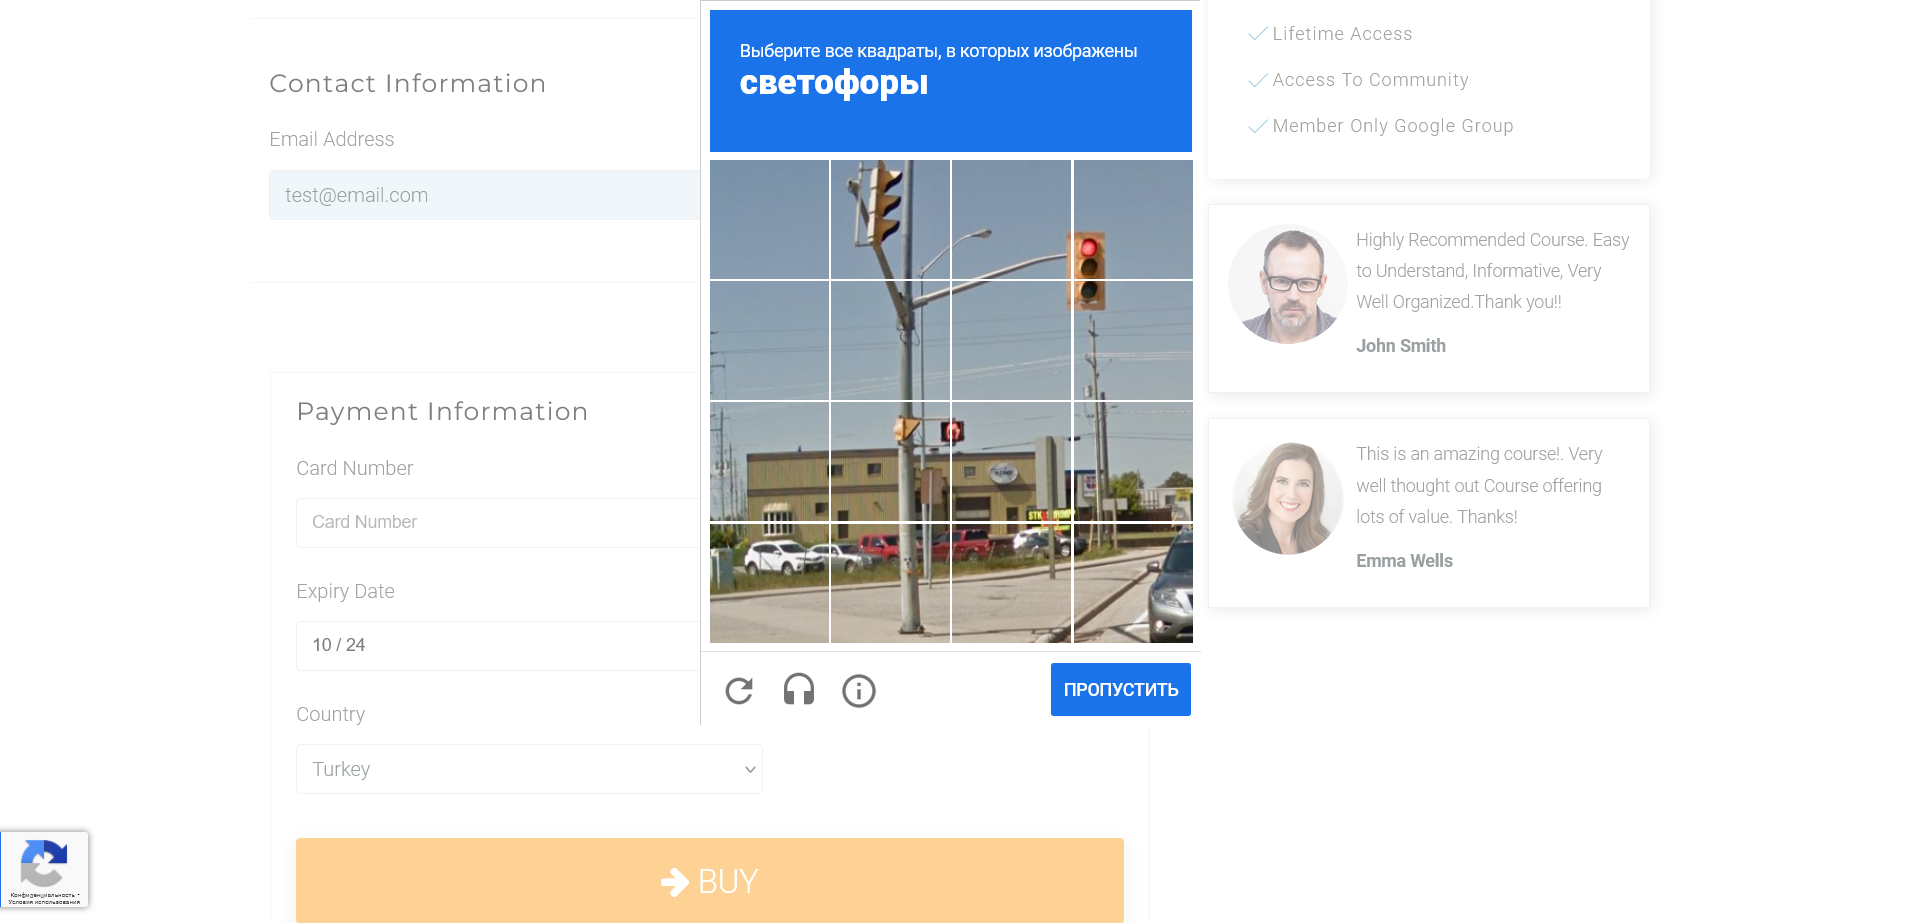 Contact Information
Email Address
test@email.com
Payment Information
Card Number
Card Number
Expiry Date
10 / 24
Country
Turkey
BUY
Выберите все квадраты, в которых изображены
светофоры
ПРОПУСТИТЬ
Lifetime Access
Access To Community
Member Only Google Group
Highly Recommended Course. Easy
to Understand, Informative, Very
Well Organized.Thank you!!
John Smith
This is an amazing course!. Very
well thought out Course offering
lots of value. Thanks!
Emma Wells
Конфиденциальность -
Условия использования